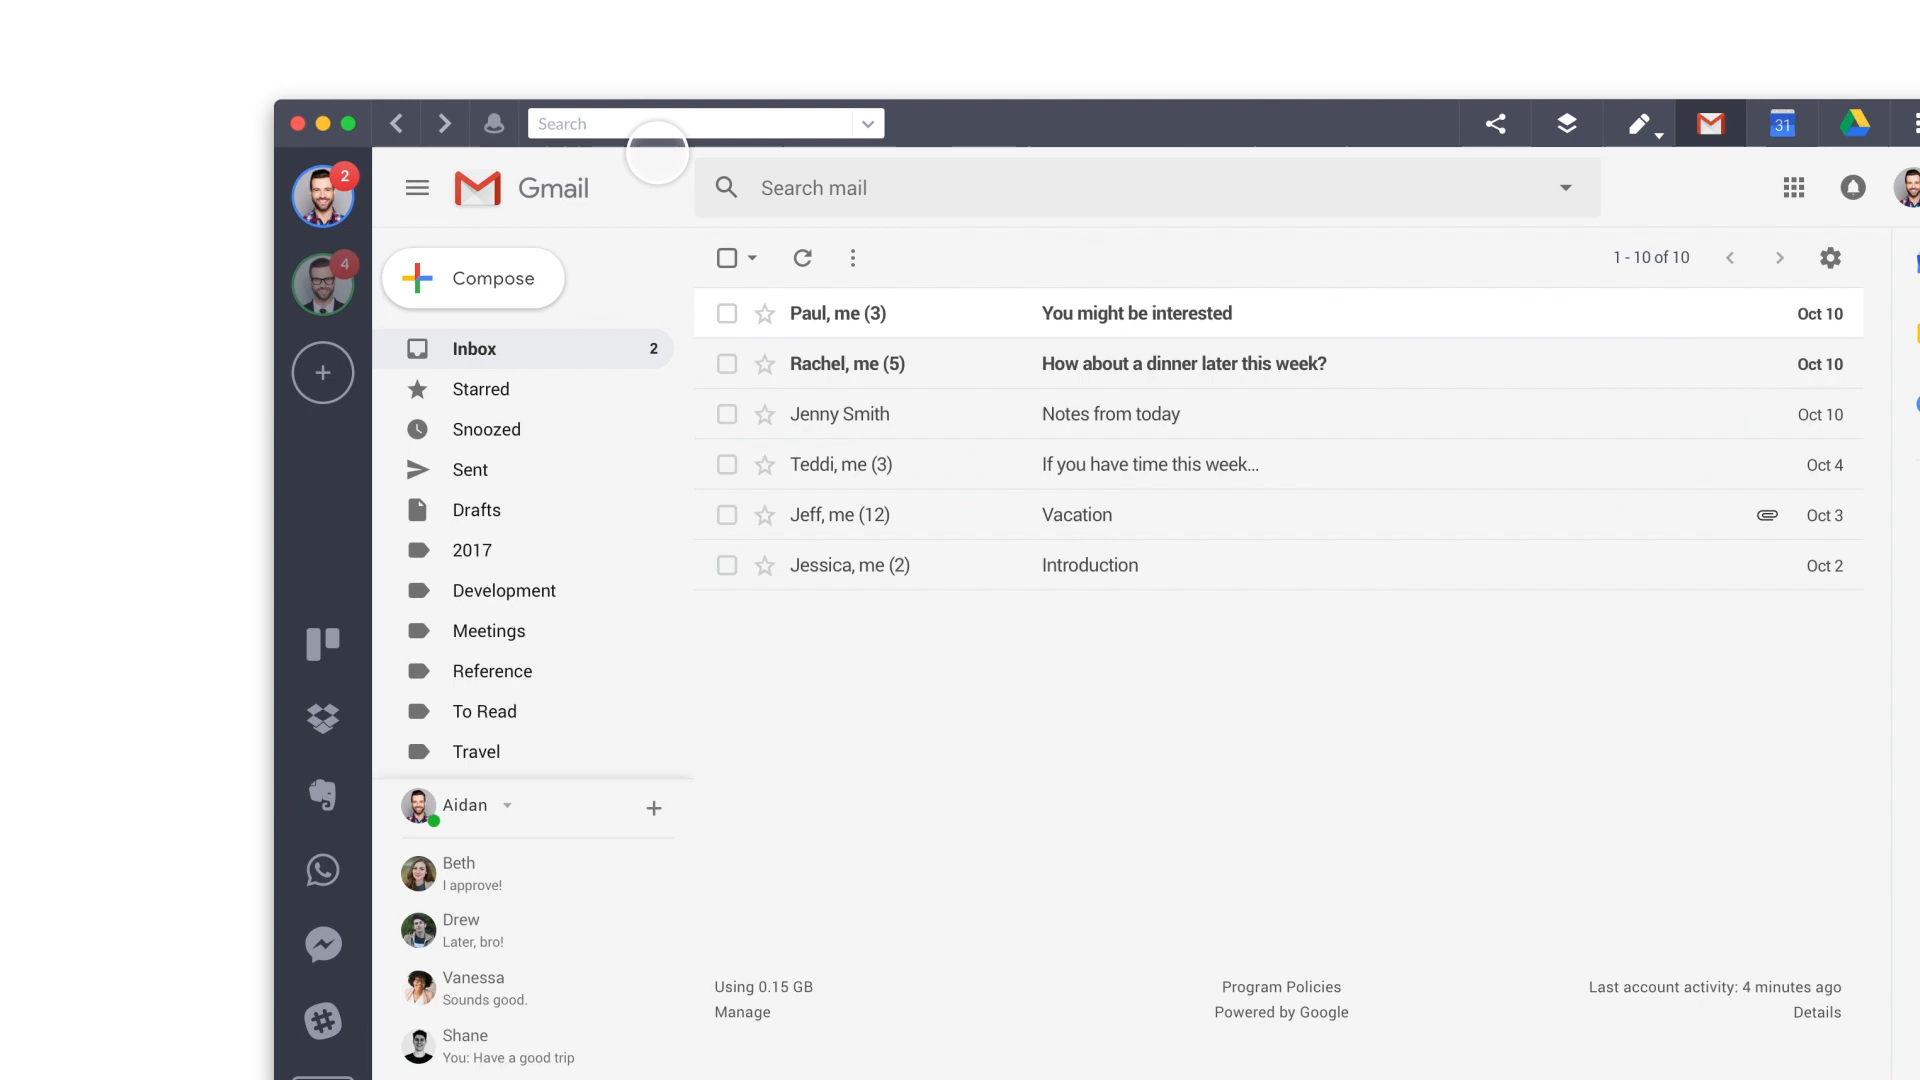 Search
31
2
4
Gmail
Search mail
Compose
1 - 10 of 10
Inbox 2
Starred
Snoozed
Sent
Drafts
2017
Development
Meetings
Reference
To Read
Travel
Paul, me (3) You might be interested Oct 10
Rachel, me (5) How about a dinner later this week? Oct 10
Jenny Smith Notes from today Oct 10
Teddi, me (3) If you have time this week... Oct 4
Jeff, me (12) Vacation Oct 3
Jessica, me (2) Introduction Oct 2
Aidan
Beth
I approve!
Drew
Later, bro!
Vanessa
Sounds good.
Shane
You: Have a good trip
Using 0.15 GB
Manage
Program Policies
Powered by Google
Last account activity: 4 minutes ago
Details